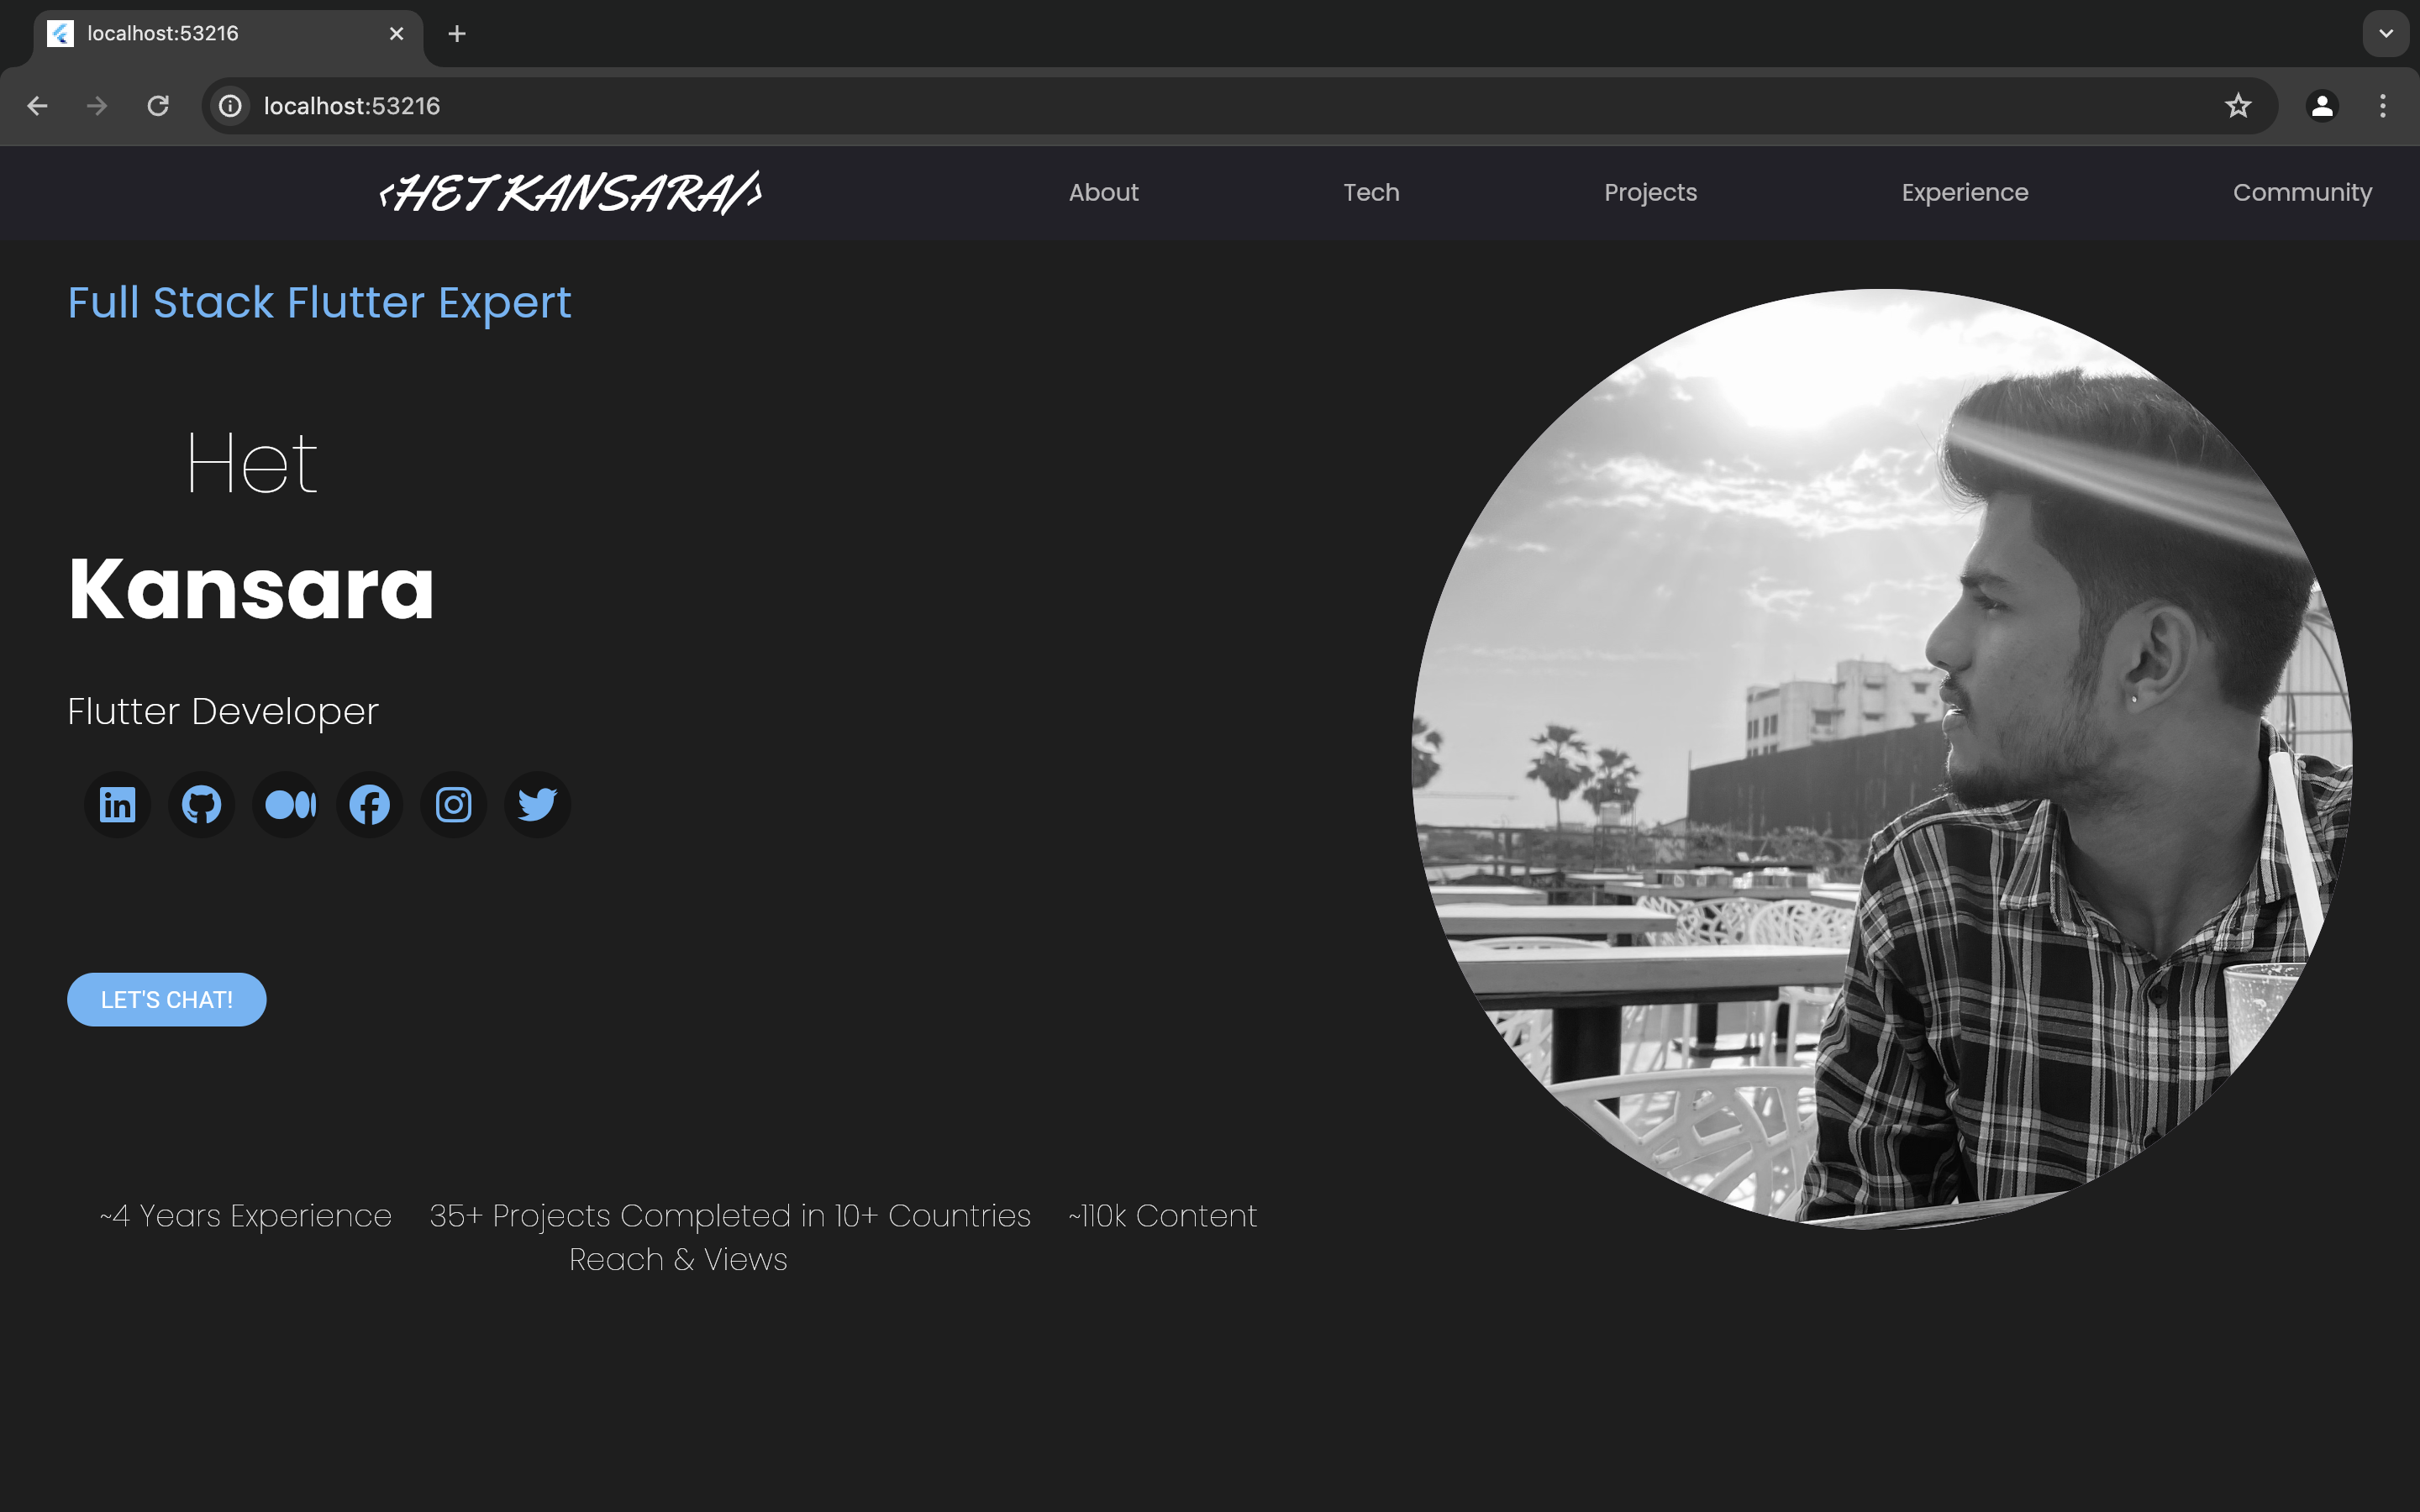 localhost:53216
localhost:53216
<HET KANSARA/>
About Tech Projects Experience Community
Full Stack Flutter Expert
Het
Kansara
Flutter Developer
LET'S CHAT!
~4 Years Experience 35+ Projects Completed in 10+ Countries ~110k Content
Reach & Views